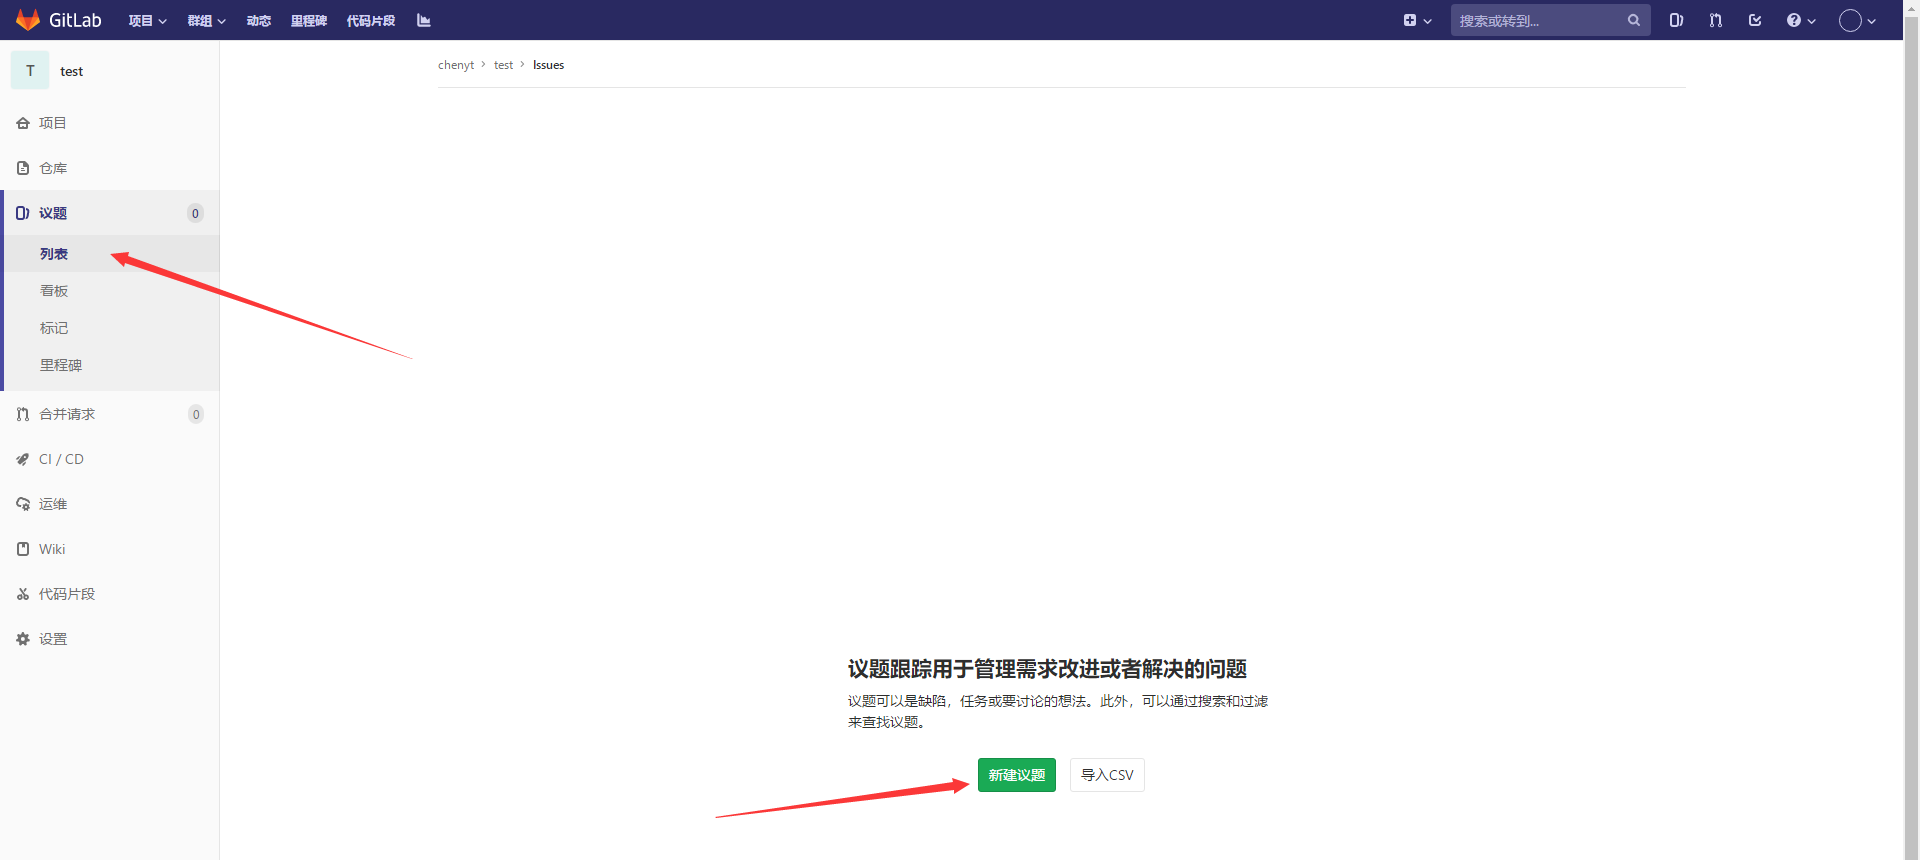 GitLab 项目 群组 动态 里程碑 代码片段 搜索或转到...
T test
chenyt › test › Issues
项目
仓库
议题 0
列表
看板
标记
里程碑
合并请求 0
CI / CD
运维
Wiki
代码片段
设置
议题跟踪用于管理需求改进或者解决的问题
议题可以是缺陷，任务或要讨论的想法。此外，可以通过搜索和过滤
来查找议题。
新建议题 导入CSV